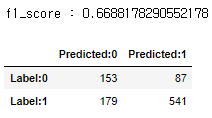 f1_score : 0.6688178290552178
Predicted:0 Predicted:1
Label:0 153 87
Label:1 179 541